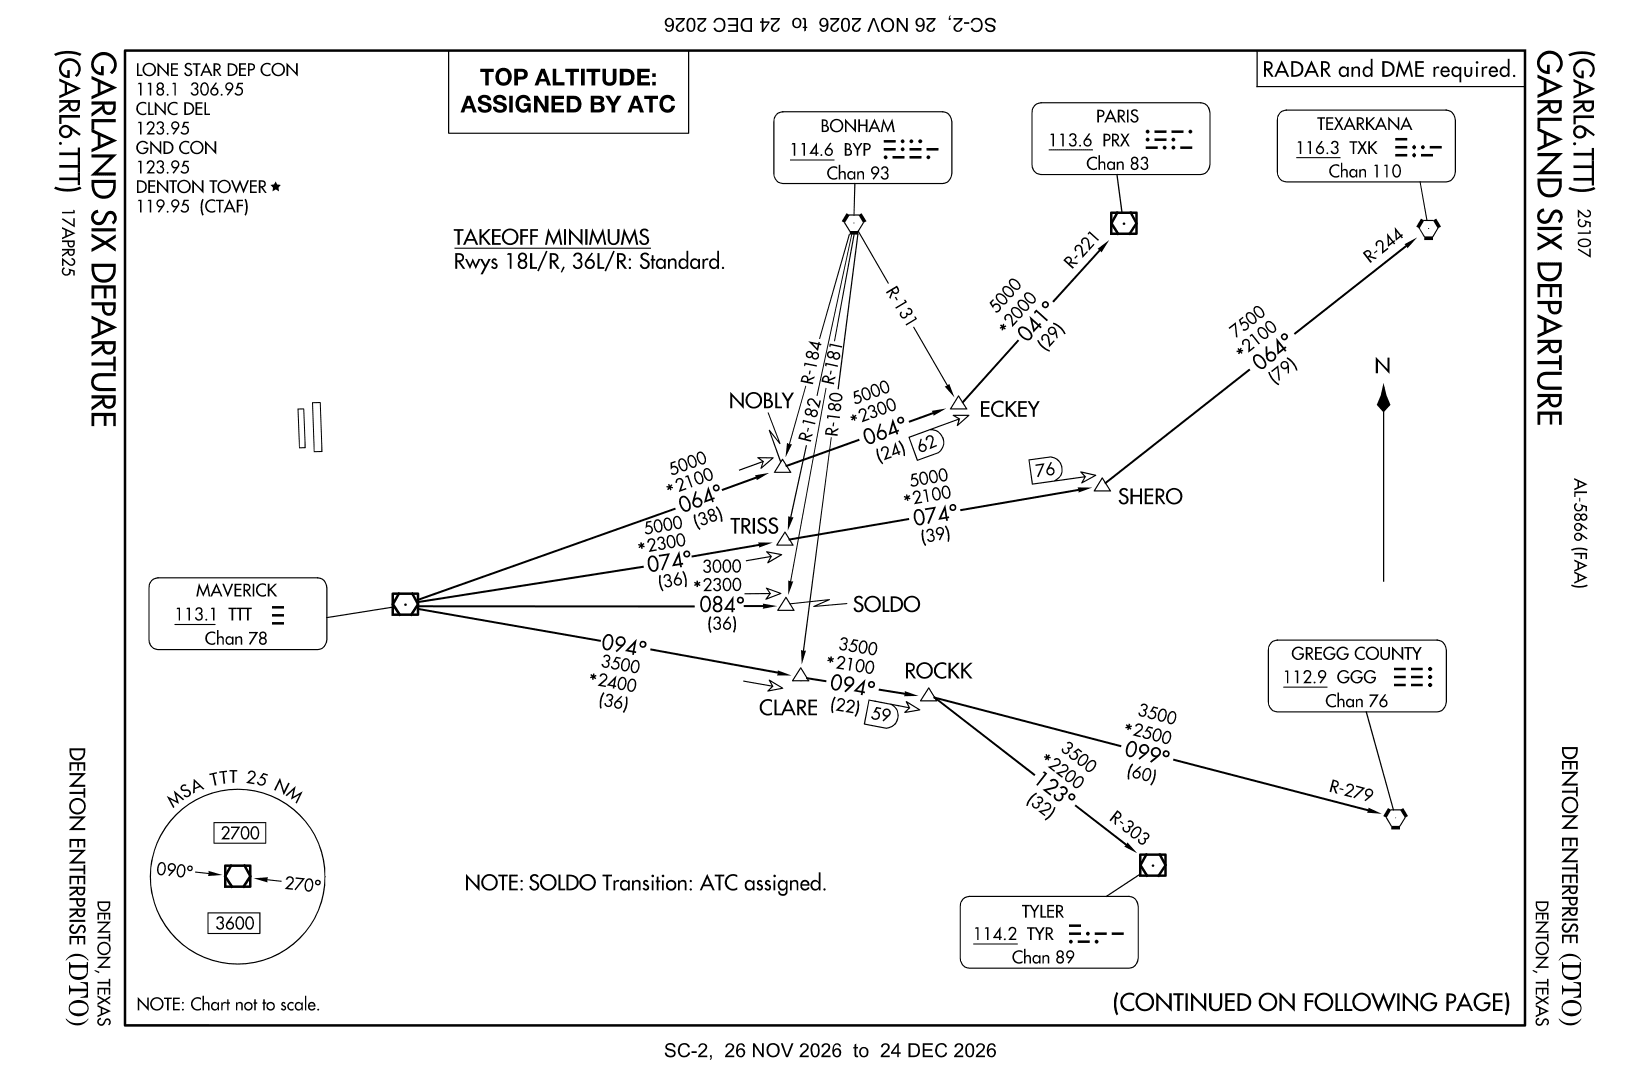 SC-2, 26 NOV 2026 to 24 DEC 2026
(GARL6.TTT) 17APR25
GARLAND SIX DEPARTURE
DENTON ENTERPRISE (DTO)
DENTON, TEXAS
LONE STAR DEP CON
118.1 306.95
CLNC DEL
123.95
GND CON
123.95
DENTON TOWER ★
119.95 (CTAF)
TOP ALTITUDE:
ASSIGNED BY ATC
RADAR and DME required.
TAKEOFF MINIMUMS
Rwys 18L/R, 36L/R: Standard.
BONHAM
114.6 BYP
Chan 93
PARIS
113.6 PRX
Chan 83
TEXARKANA
116.3 TXK
Chan 110
R-221
R-244
R-131
R-184
R-181
R-182
R-180
5000
*2000
041°
(29)
7500
*2100
064°
(79)
N
NOBLY
5000
*2300
064°
(24)
62
ECKEY
5000
*2100
064°
(38)
TRISS
5000
*2300
074°
(36)
5000
*2100
074°
(39)
76
SHERO
3000
*2300
084°
(36)
SOLDO
MAVERICK
113.1 TTT
Chan 78
094°
3500
*2400
(36)
CLARE
3500
*2100
094°
(22)
59
ROCKK
3500
*2500
099°
(60)
R-279
GREGG COUNTY
112.9 GGG
Chan 76
3500
*2200
123°
(32)
R-303
TYLER
114.2 TYR
Chan 89
MSA TTT 25 NM
2700
090°
270°
3600
NOTE: SOLDO Transition: ATC assigned.
NOTE: Chart not to scale.
(CONTINUED ON FOLLOWING PAGE)
(GARL6.TTT) 25107
GARLAND SIX DEPARTURE
AL-5866 (FAA)
DENTON ENTERPRISE (DTO)
DENTON, TEXAS
SC-2, 26 NOV 2026 to 24 DEC 2026